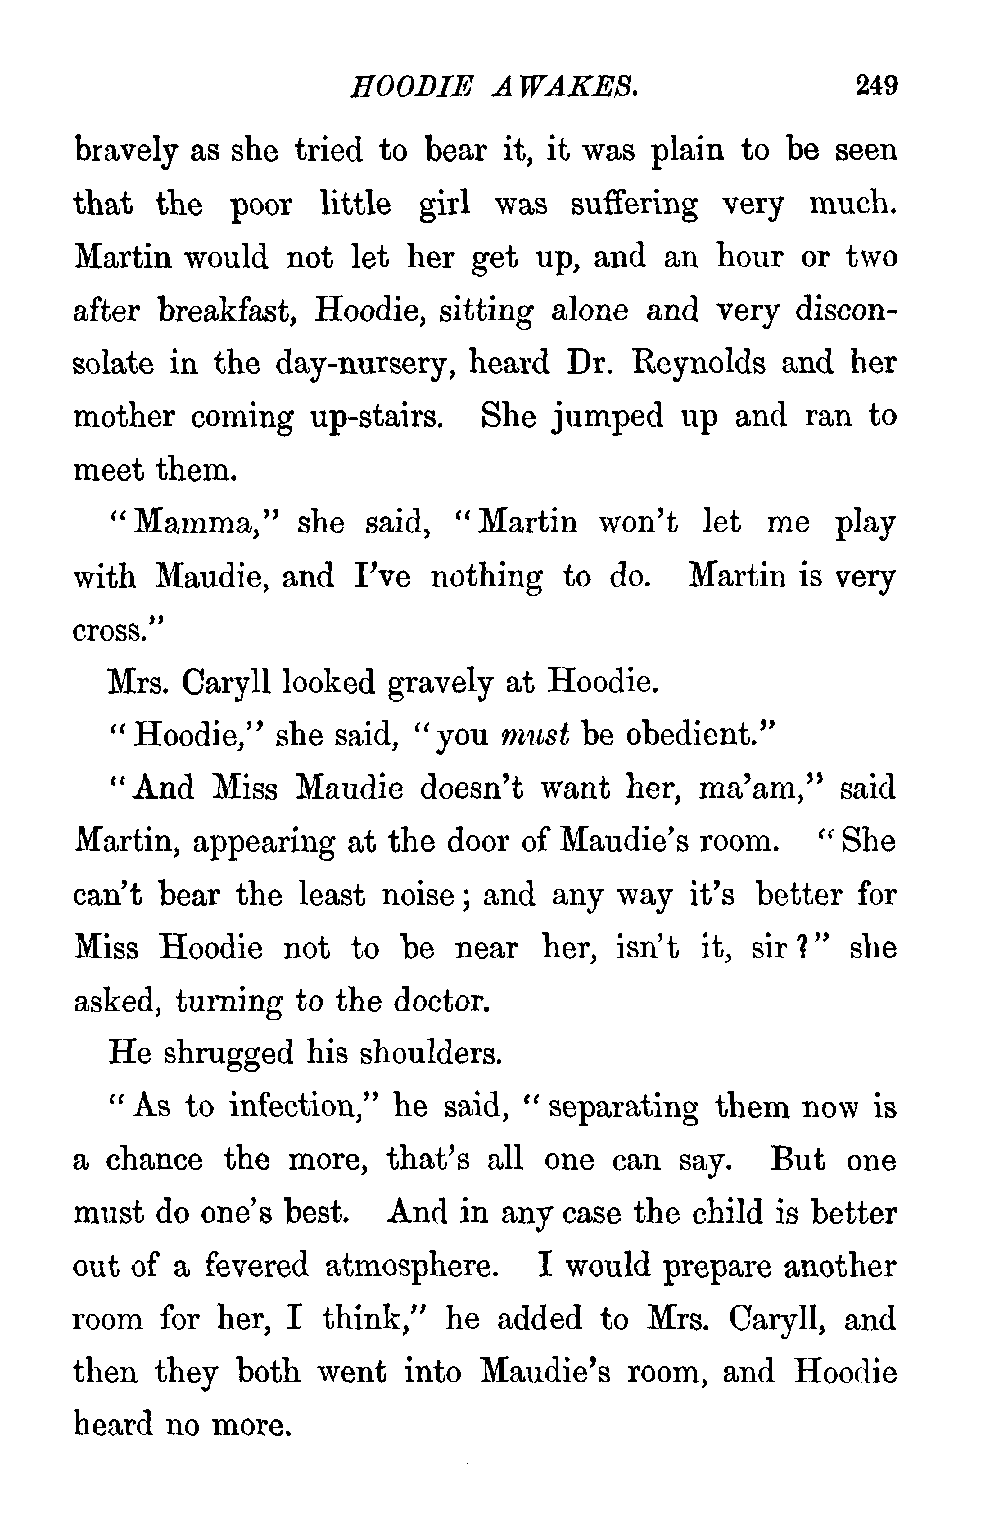 HOODIE AWAKES. 249
bravely as she tried to bear it, it was plain to be seen
that the poor little girl was suffering very much.
Martin would not let her get up, and an hour or two
after breakfast, Hoodie, sitting alone and very discon-
solate in the day-nursery, heard Dr. Reynolds and her
mother coming up-stairs. She jumped up and ran to
meet them.
"Mamma," she said, "Martin won't let me play
with Maudie, and I've nothing to do. Martin is very
cross."
Mrs. Caryll looked gravely at Hoodie.
"Hoodie," she said, "you must be obedient."
"And Miss Maudie doesn't want her, ma'am," said
Martin, appearing at the door of Maudie's room. "She
can't bear the least noise; and any way it's better for
Miss Hoodie not to be near her, isn't it, sir?" she
asked, turning to the doctor.
He shrugged his shoulders.
"As to infection," he said, "separating them now is
a chance the more, that's all one can say. But one
must do one's best. And in any case the child is better
out of a fevered atmosphere. I would prepare another
room for her, I think," he added to Mrs. Caryll, and
then they both went into Maudie's room, and Hoodie
heard no more.